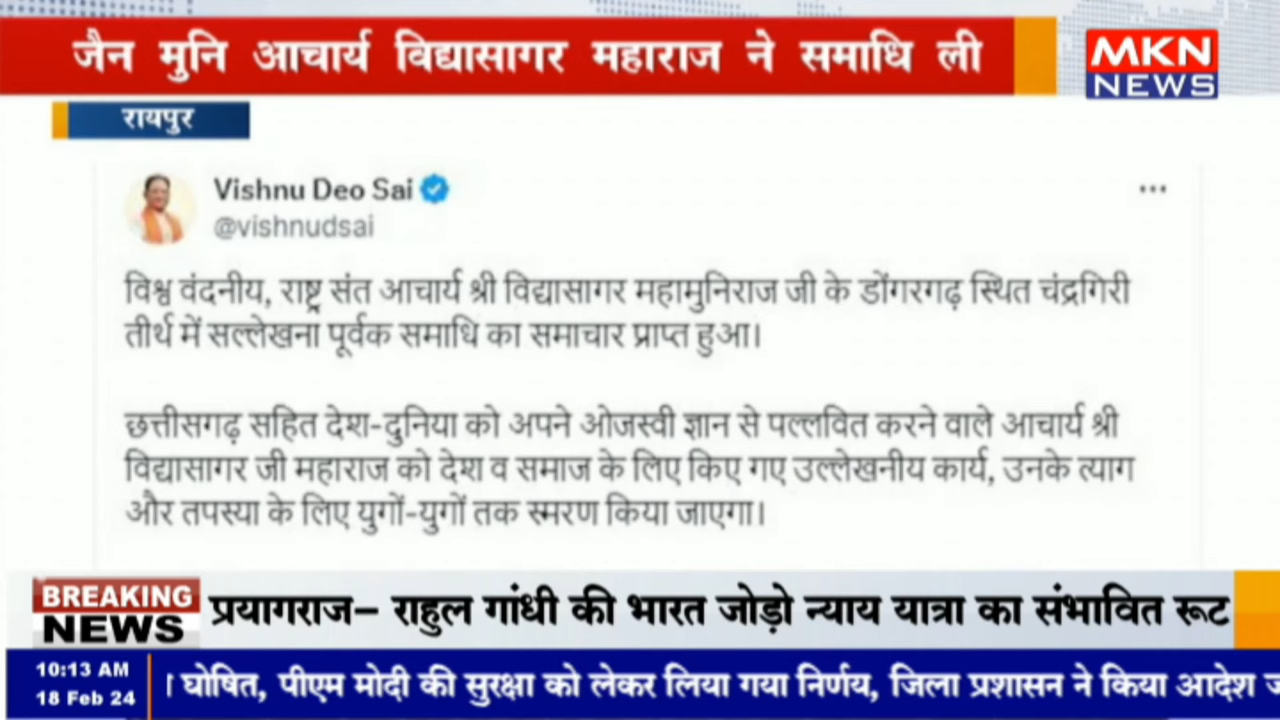 जैन मुनि आचार्य विद्यासागर महाराज ने समाधि ली
MKN
NEWS
रायपुर
Vishnu Deo Sai
@vishnudsai
विश्व वंदनीय, राष्ट्र संत आचार्य श्री विद्यासागर महामुनिराज जी के डोंगरगढ़ स्थित चंद्रगिरी
तीर्थ में सल्लेखना पूर्वक समाधि का समाचार प्राप्त हुआ।
छत्तीसगढ़ सहित देश-दुनिया को अपने ओजस्वी ज्ञान से पल्लवित करने वाले आचार्य श्री
विद्यासागर जी महाराज को देश व समाज के लिए किए गए उल्लेखनीय कार्य, उनके त्याग
और तपस्या के लिए युगों-युगों तक स्मरण किया जाएगा।
BREAKING
NEWS
प्रयागराज– राहुल गांधी की भारत जोड़ो न्याय यात्रा का संभावित रूट
10:13 AM
18 Feb 24
घोषित, पीएम मोदी की सुरक्षा को लेकर लिया गया निर्णय, जिला प्रशासन ने किया आदेश